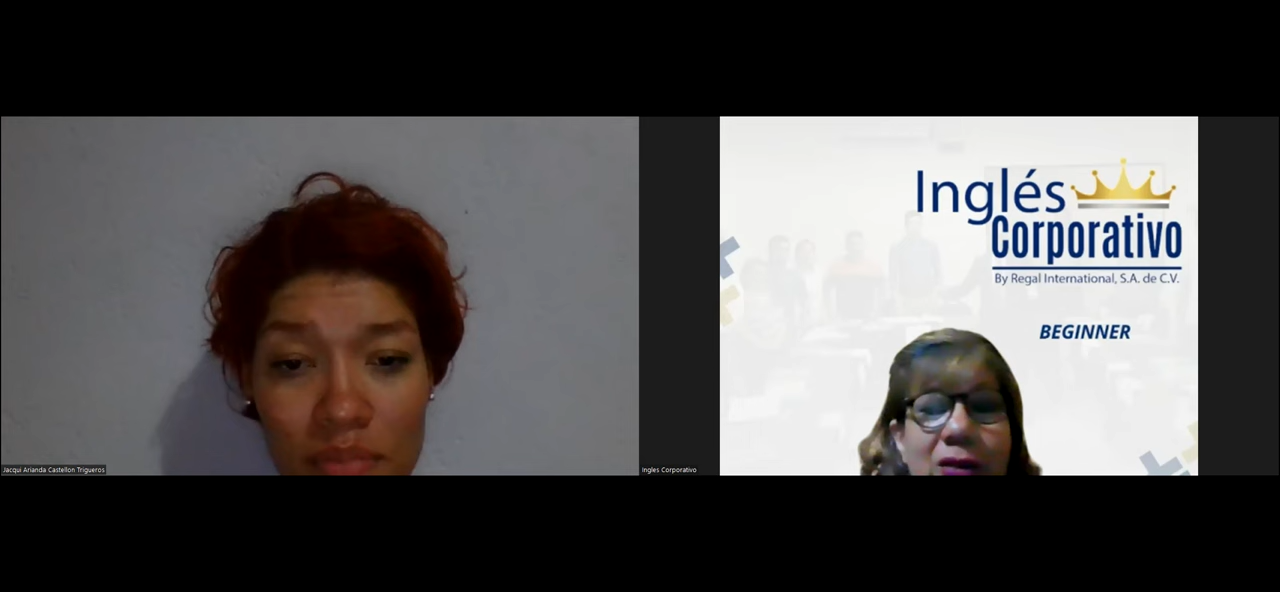 Inglés
Corporativo
By Regal International, S.A. de C.V.
BEGINNER
Jacqui Arianda Castellon Trigueros
Ingles Corporativo